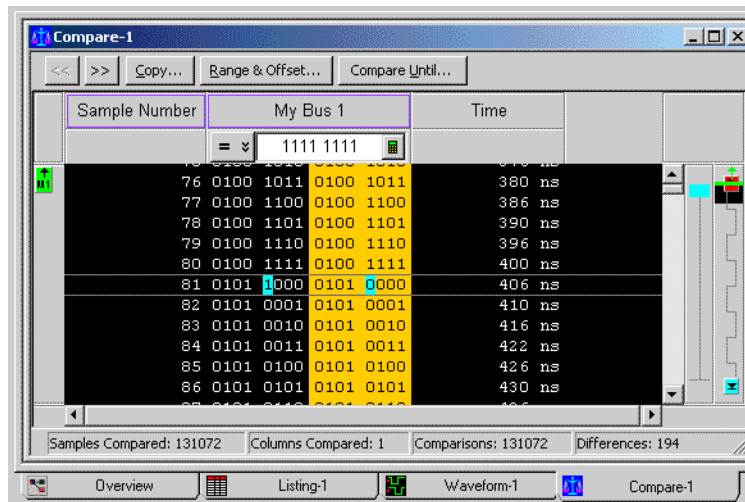 Compare-1
<< >> Copy... Range & Offset... Compare Until...
Sample Number My Bus 1 Time
= 1111 1111
M1
76 0100 1011 0100 1011 380 ns
77 0100 1100 0100 1100 386 ns
78 0100 1101 0100 1101 390 ns
79 0100 1110 0100 1110 396 ns
80 0100 1111 0100 1111 400 ns
81 0101 1000 0101 0000 406 ns
82 0101 0001 0101 0001 410 ns
83 0101 0010 0101 0010 416 ns
84 0101 0011 0101 0011 422 ns
85 0101 0100 0101 0100 426 ns
86 0101 0101 0101 0101 430 ns
Samples Compared: 131072 Columns Compared: 1 Comparisons: 131072 Differences: 194
Overview Listing-1 Waveform-1 Compare-1